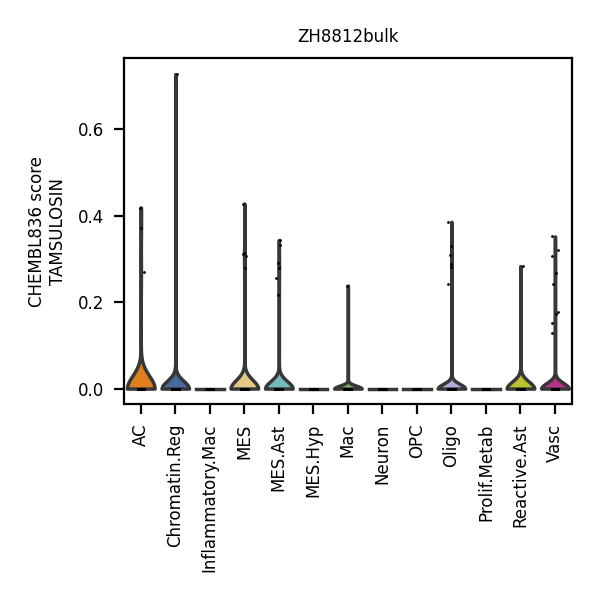 ZH8812bulk
CHEMBL836 score
TAMSULOSIN
0.6
0.4
0.2
0.0
AC
Chromatin.Reg
Inflammatory.Mac
MES
MES.Ast
MES.Hyp
Mac
Neuron
OPC
Oligo
Prolif.Metab
Reactive.Ast
Vasc